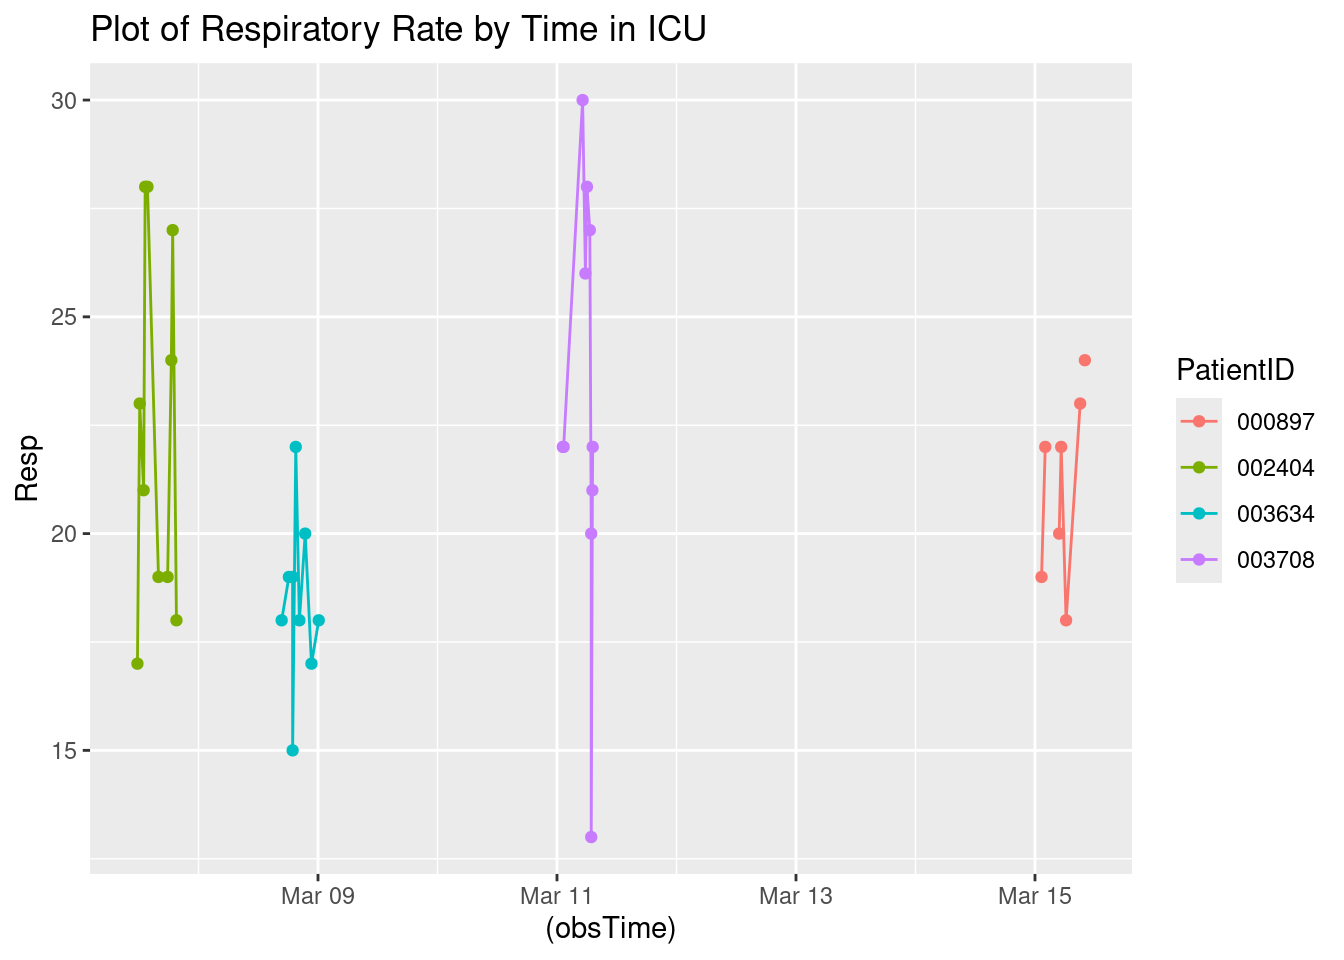 Plot of Respiratory Rate by Time in ICU
30
25
20
15
Resp
Mar 09
Mar 11
Mar 13
Mar 15
(obsTime)
PatientID
000897
002404
003634
003708